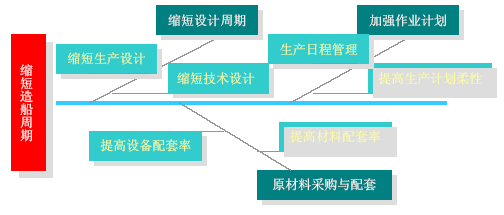 缩短设计周期
加强作业计划
生产日程管理
缩短生产设计
缩短技术设计
提高生产计划柔性
缩短造船周期
提高设备配套率
提高材料配套率
原材料采购与配套